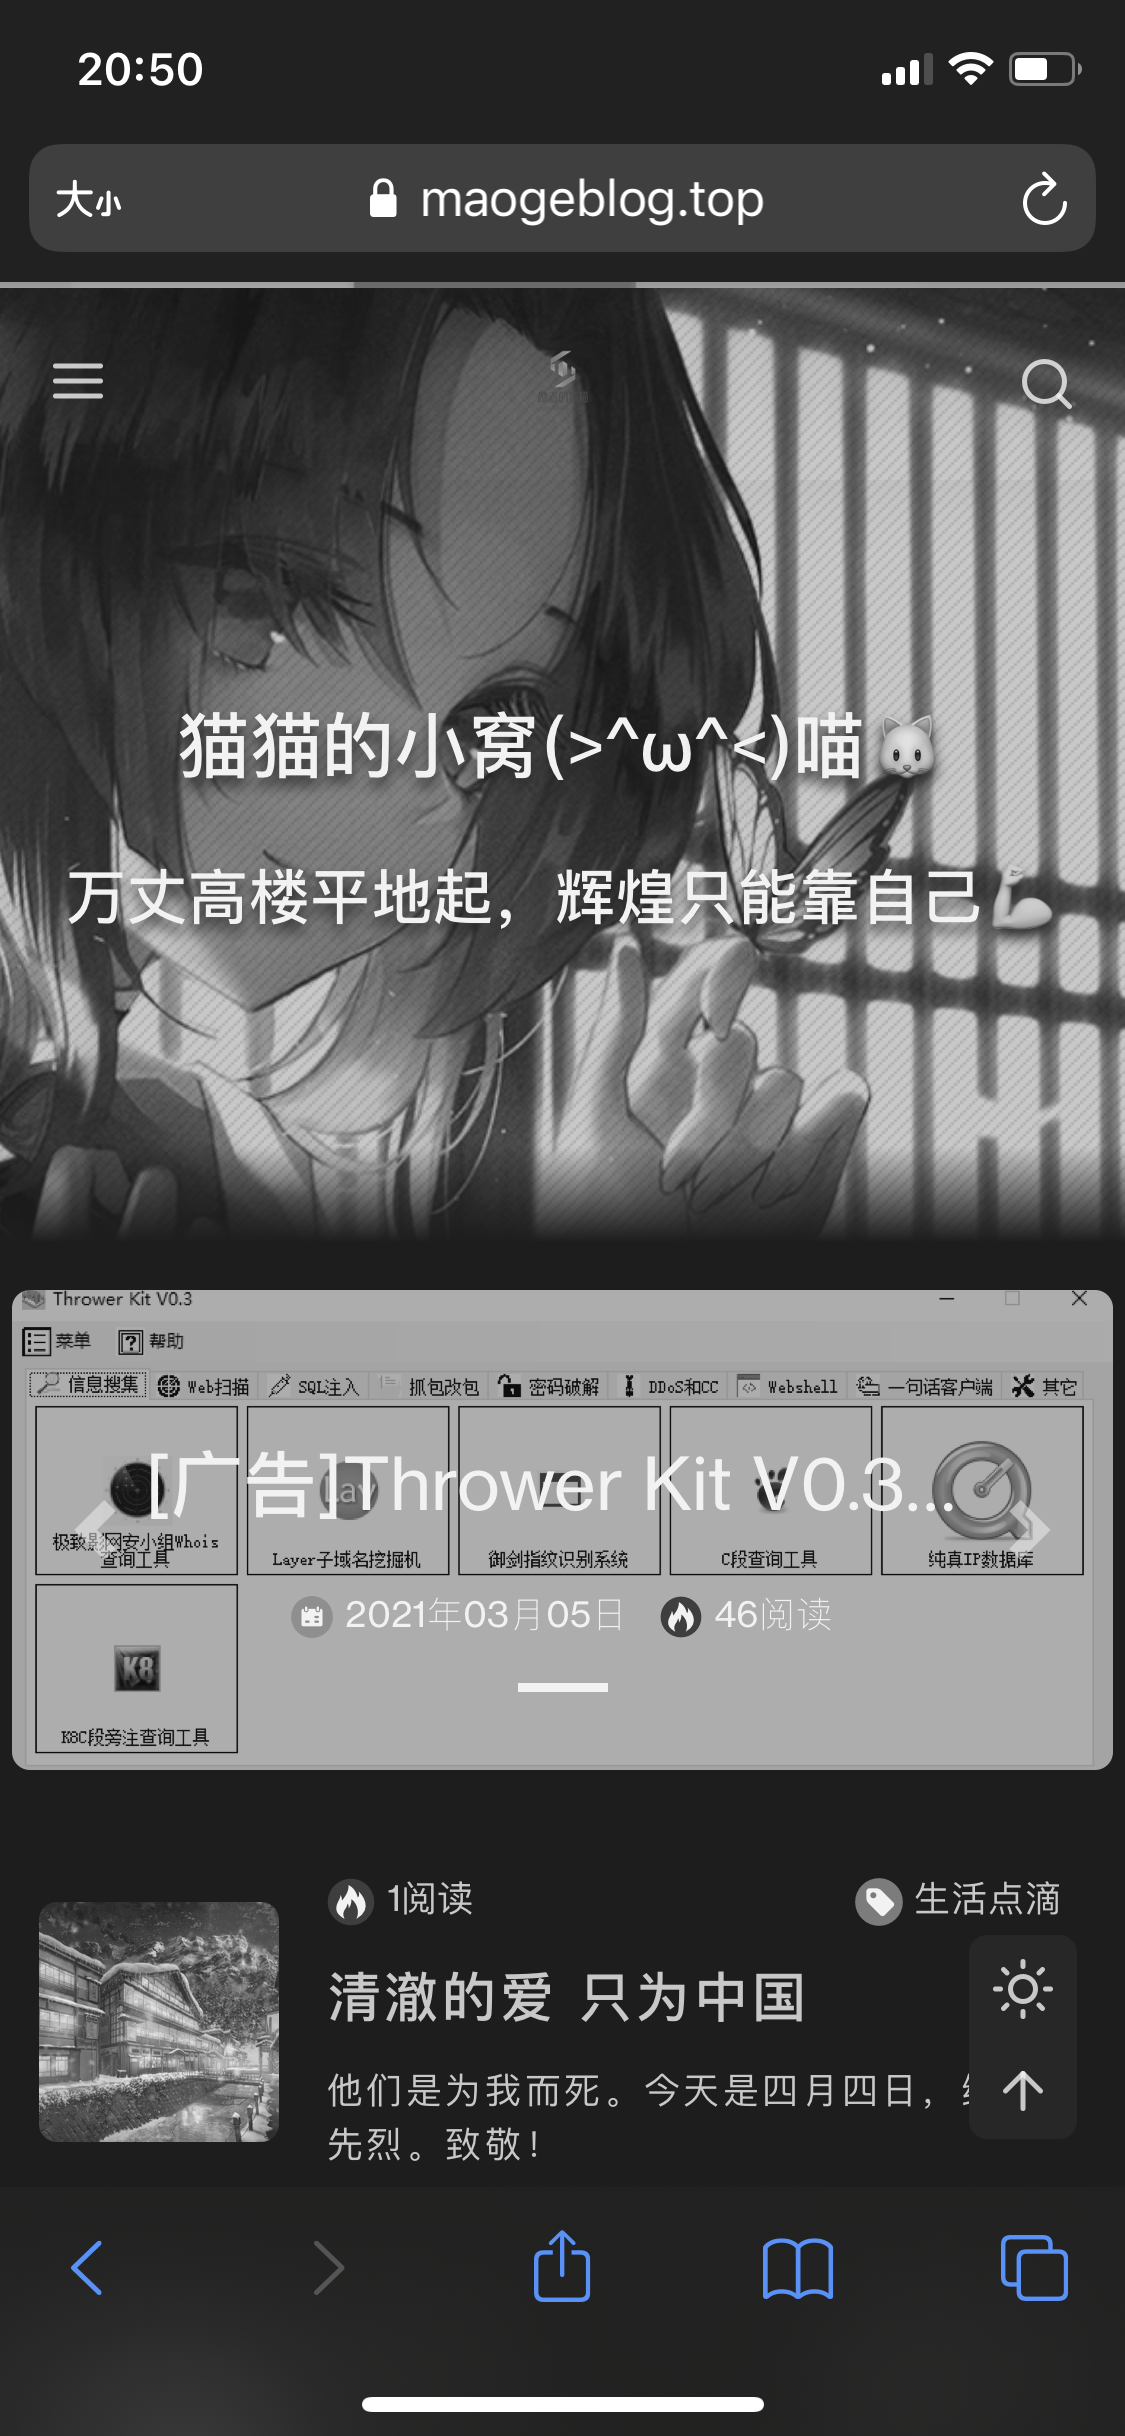 20:50
大小 maogeblog.top
猫猫的小窝(>^ω^<)喵🐱
万丈高楼平地起，辉煌只能靠自己💪
Thrower Kit V0.3
菜单 帮助
信息搜集 Web扫描 SQL注入 抓包改包 密码破解 DDoS和CC Webshell 一句话客户端 其它
[广告]Thrower Kit V0.3...
Lay
极致影网安小组Whois
查询工具 Layer子域名挖掘机 御剑指纹识别系统 C段查询工具 纯真IP数据库
2021年03月05日 46阅读
K8
K8C段旁注查询工具
1阅读 生活点滴
清澈的爱 只为中国
他们是为我而死。今天是四月四日，
先烈。致敬！